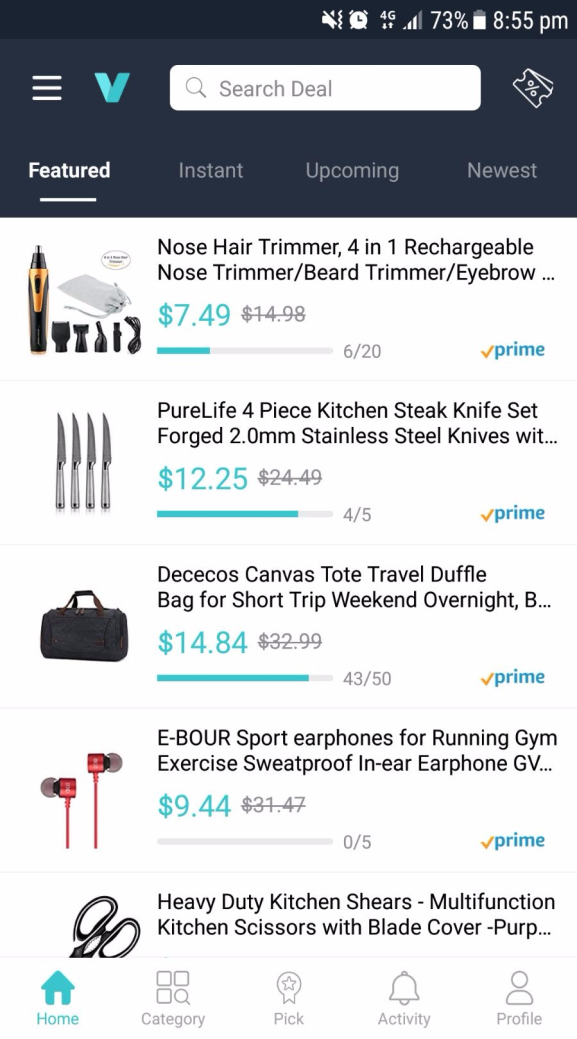 4G 73% 8:55 pm
Search Deal
Featured Instant Upcoming Newest
Nose Hair Trimmer, 4 in 1 Rechargeable
Nose Trimmer/Beard Trimmer/Eyebrow ...
$7.49 $14.98
6/20 prime
PureLife 4 Piece Kitchen Steak Knife Set
Forged 2.0mm Stainless Steel Knives wit...
$12.25 $24.49
4/5 prime
Dececos Canvas Tote Travel Duffle
Bag for Short Trip Weekend Overnight, B...
$14.84 $32.99
43/50 prime
E-BOUR Sport earphones for Running Gym
Exercise Sweatproof In-ear Earphone GV...
$9.44 $31.47
0/5 prime
Heavy Duty Kitchen Shears - Multifunction
Kitchen Scissors with Blade Cover -Purp...
Home Category Pick Activity Profile